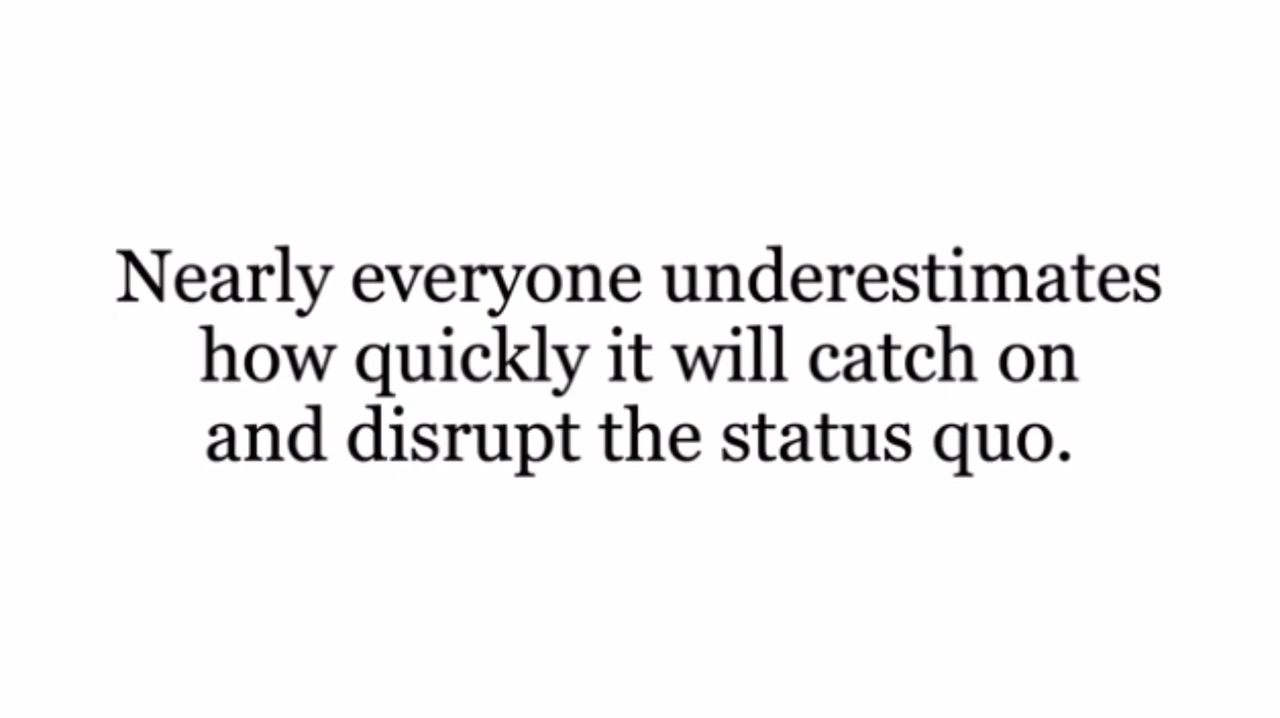 Nearly everyone underestimates
how quickly it will catch on
and disrupt the status quo.